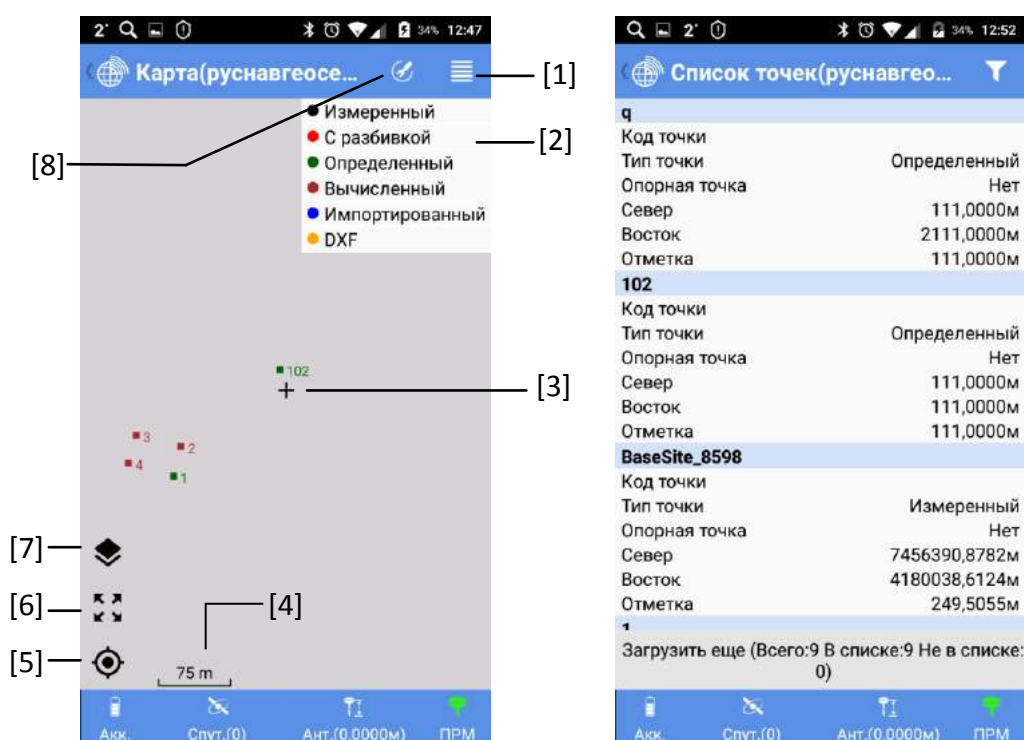 2˙ 34% 12:47
Карта(руснавгеосе...
[1]
Измеренный
С разбивкой
Определенный
Вычисленный
Импортированный
DXF
[2]
[8]
102
[3]
3
2
4
1
[7]
[6]
[4]
[5]
75 m
Акк. Спут.(0) Ант.(0.0000м) ПРМ
2˙ 34% 12:52
Список точек(руснавгео...
q
Код точки
Тип точки Определенный
Опорная точка Нет
Север 111,0000м
Восток 2111,0000м
Отметка 111,0000м
102
Код точки
Тип точки Определенный
Опорная точка Нет
Север 111,0000м
Восток 111,0000м
Отметка 111,0000м
BaseSite_8598
Код точки
Тип точки Измеренный
Опорная точка Нет
Север 7456390,8782м
Восток 4180038,6124м
Отметка 249,5055м
1
Загрузить еще (Всего:9 В списке:9 Не в списке:
0)
Акк. Спут.(0) Ант.(0.0000м) ПРМ